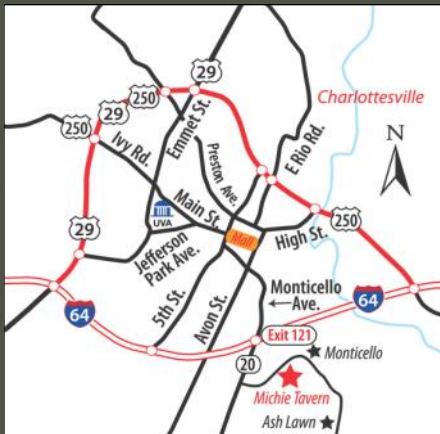 29
250
29
250
Charlottesville
Ivy Rd.
Emmet St.
Preston Ave.
E Rio Rd.
N
UVA
Main St.
Mall
High St.
250
29
Jefferson
Park Ave.
5th St.
Avon St.
Monticello
Ave.
64
64
Exit 121
20
Monticello
Michie Tavern
Ash Lawn